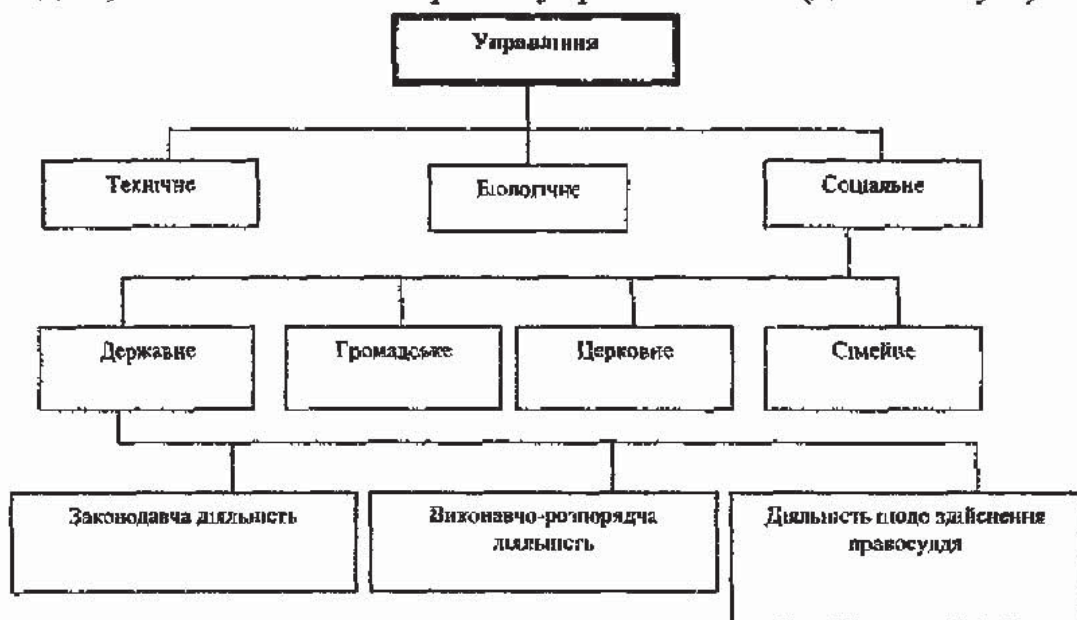 Управління
Технічне
Біологічне
Соціальне
Державне
Громадське
Церковне
Сімейне
Законодавча діяльність
Виконавчо-розпорядча
діяльність
Діяльність щодо здійснення
правосуддя